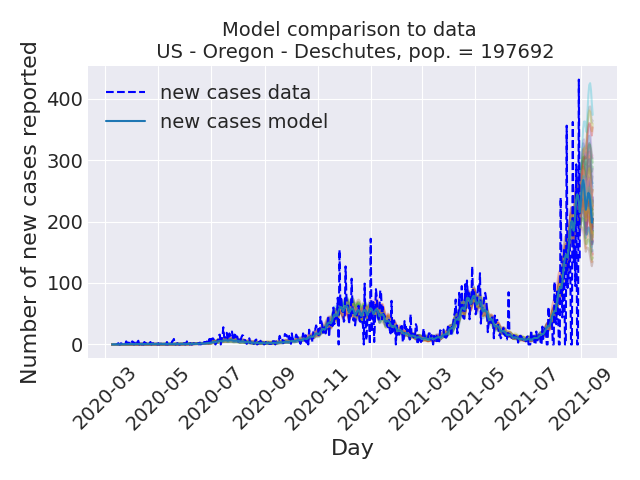 Model comparison to data
US - Oregon - Deschutes, pop. = 197692
Number of new cases reported
400
300
200
100
0
new cases data
new cases model
2020-03
2020-05
2020-07
2020-09
2020-11
2021-01
2021-03
2021-05
2021-07
2021-09
Day